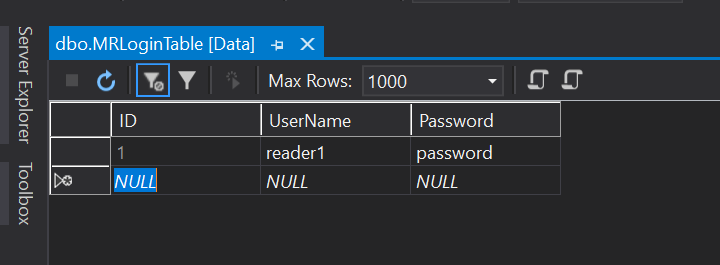 Server Explorer
Toolbox
dbo.MRLoginTable [Data]
Max Rows: 1000
ID UserName Password
1 reader1 password
NULL NULL NULL